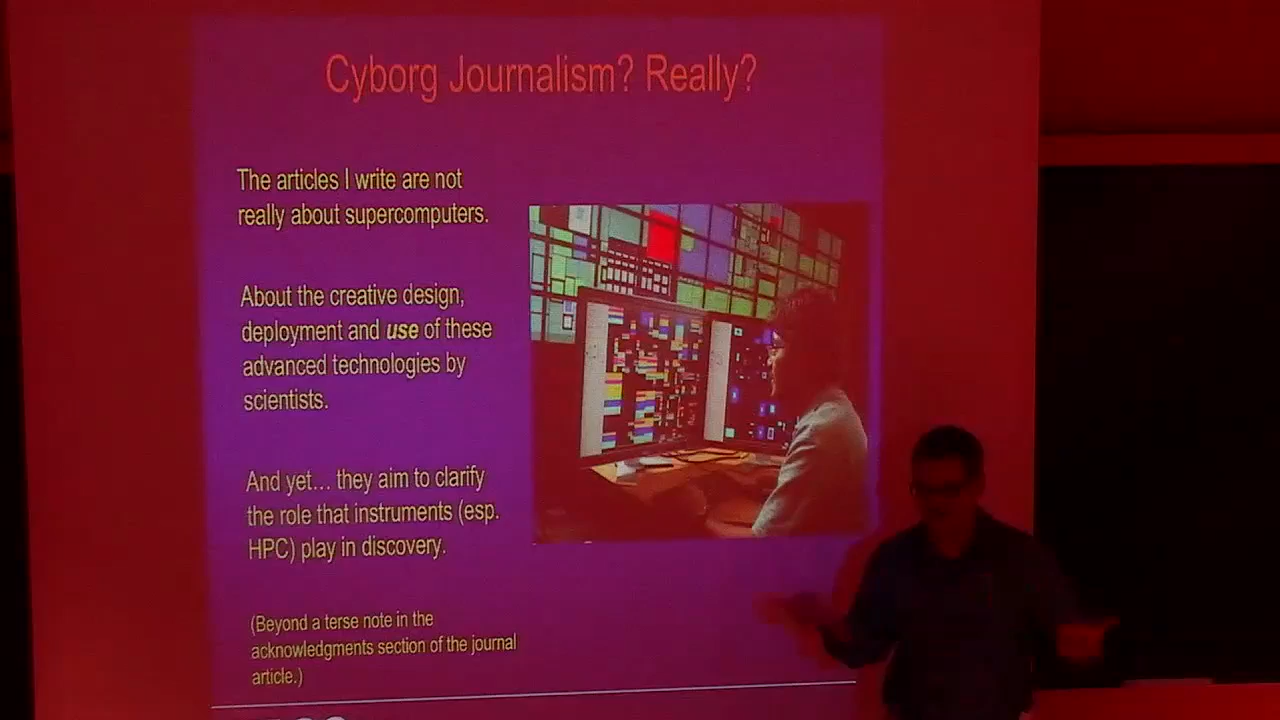 Cyborg Journalism? Really?
The articles I write are not
really about supercomputers.
About the creative design,
deployment and use of these
advanced technologies by
scientists.
And yet... they aim to clarify
the role that instruments (esp.
HPC) play in discovery.
(Beyond a terse note in the
acknowledgments section of the journal
article.)